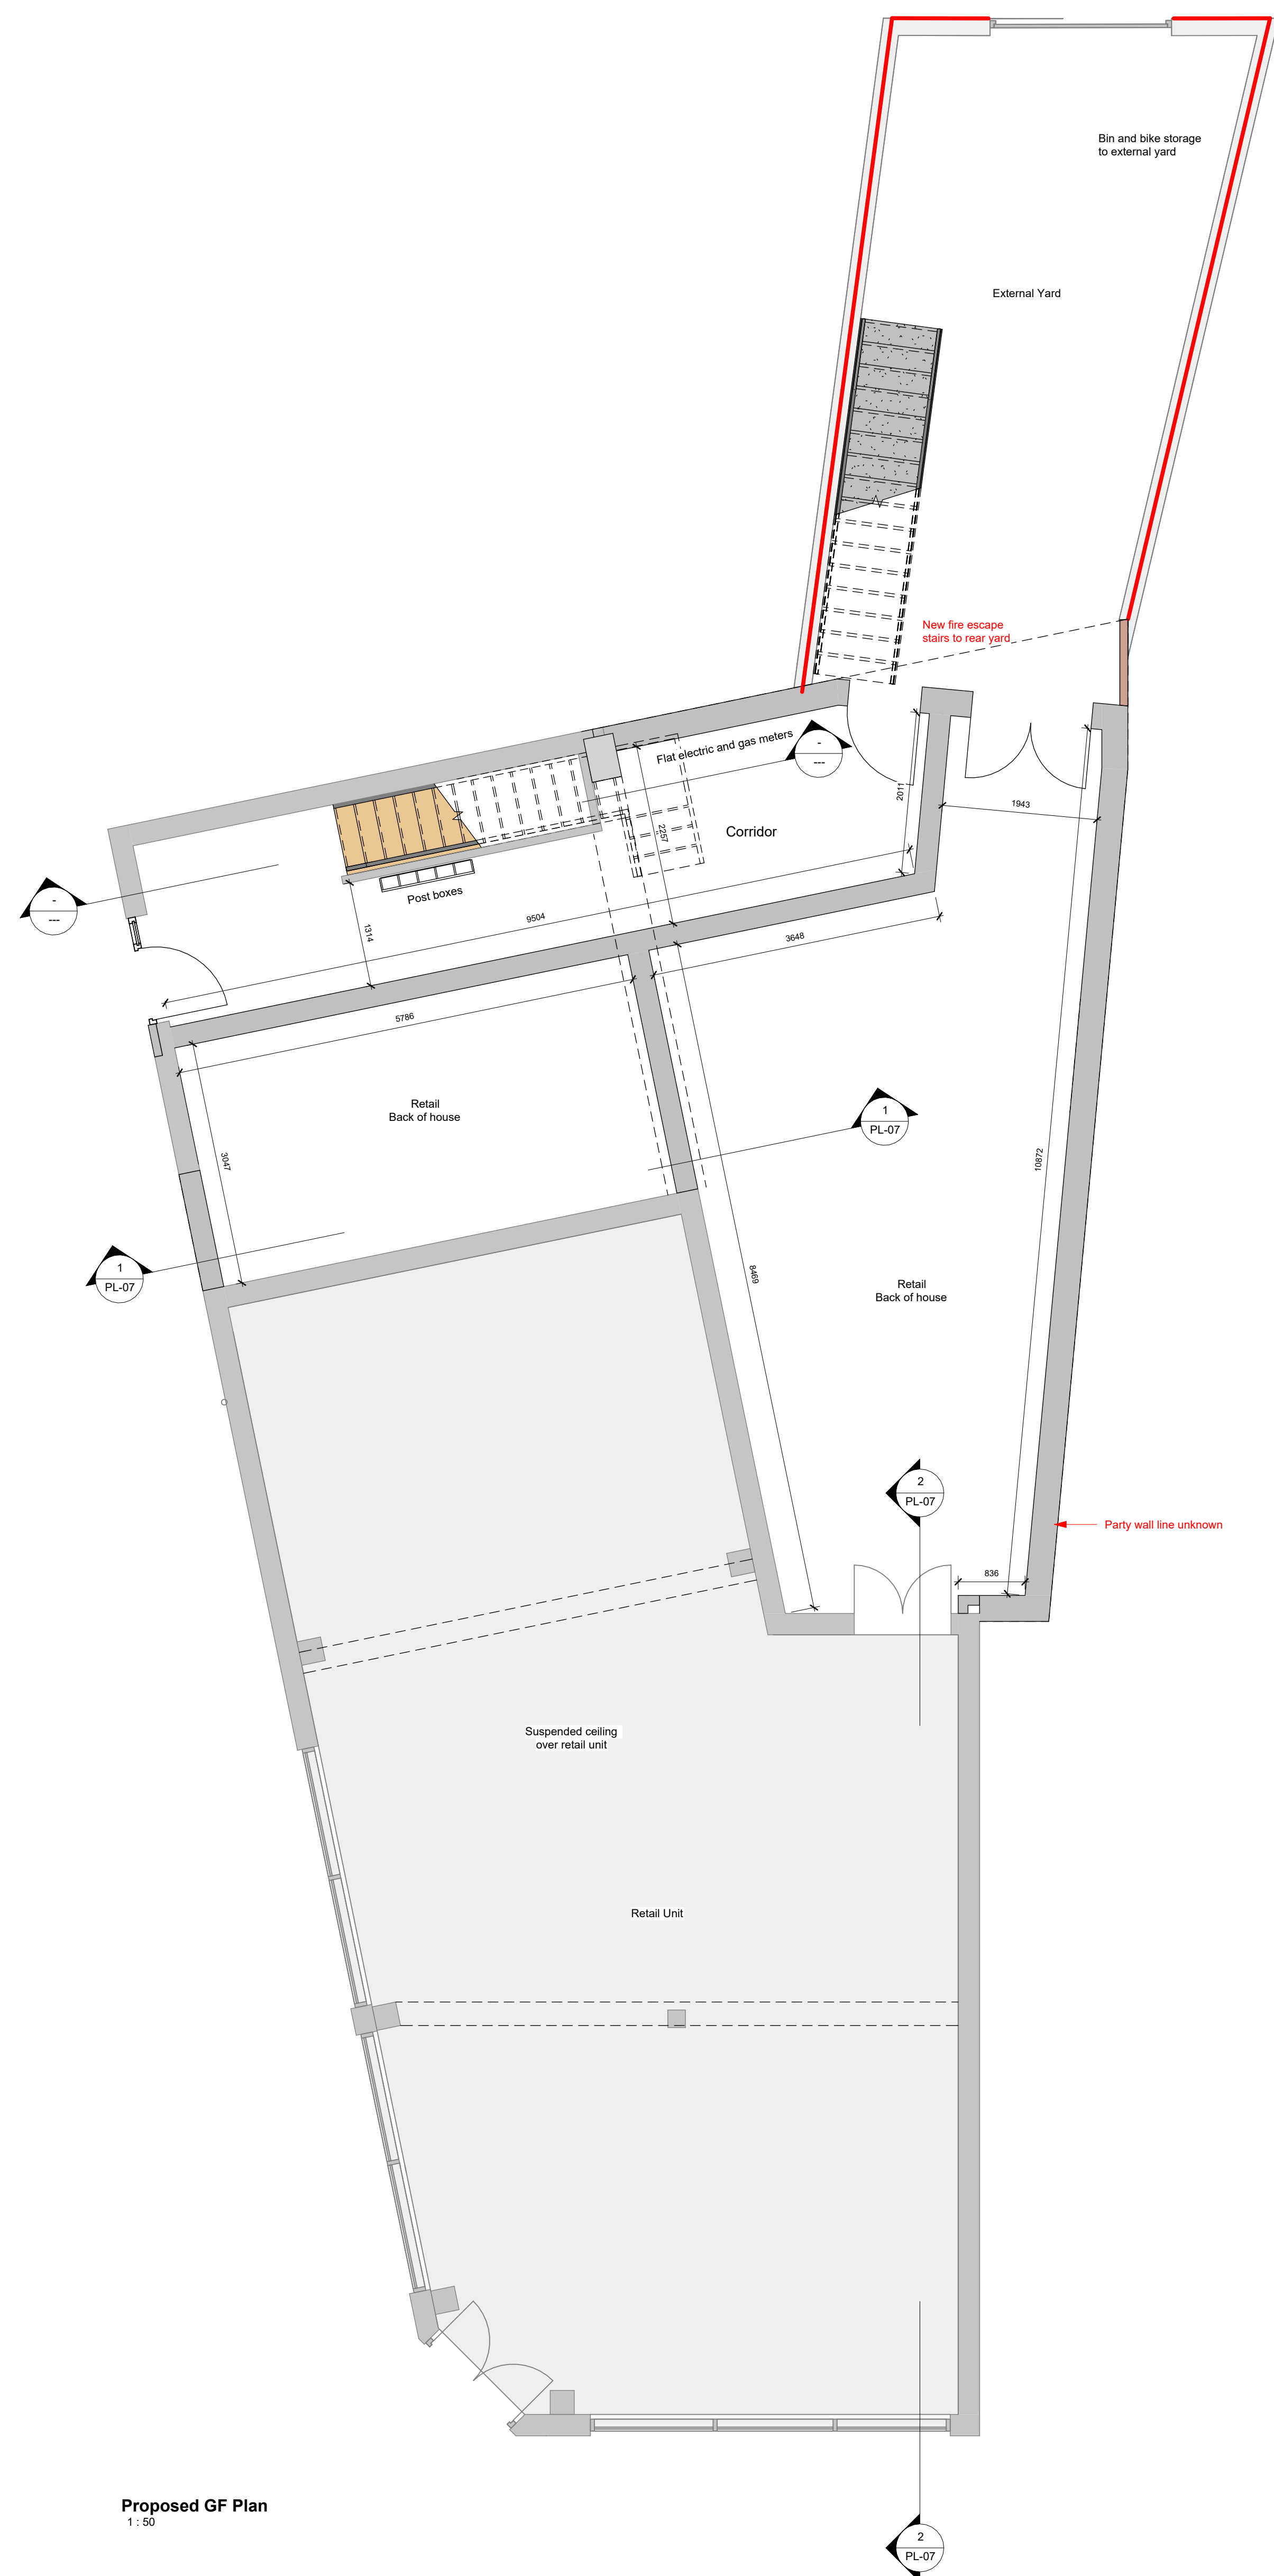 Bin and bike storage
to external yard
External Yard
New fire escape
stairs to rear yard
Flat electric and gas meters
-
---
2011
1943
Corridor
2257
Post boxes
-
---
9504
1314
3648
5786
Retail
Back of house
1
PL-07
3047
10872
1
PL-07
8469
Retail
Back of house
2
PL-07
Party wall line unknown
836
Suspended ceiling
over retail unit
Retail Unit
Proposed GF Plan
1 : 50
2
PL-07